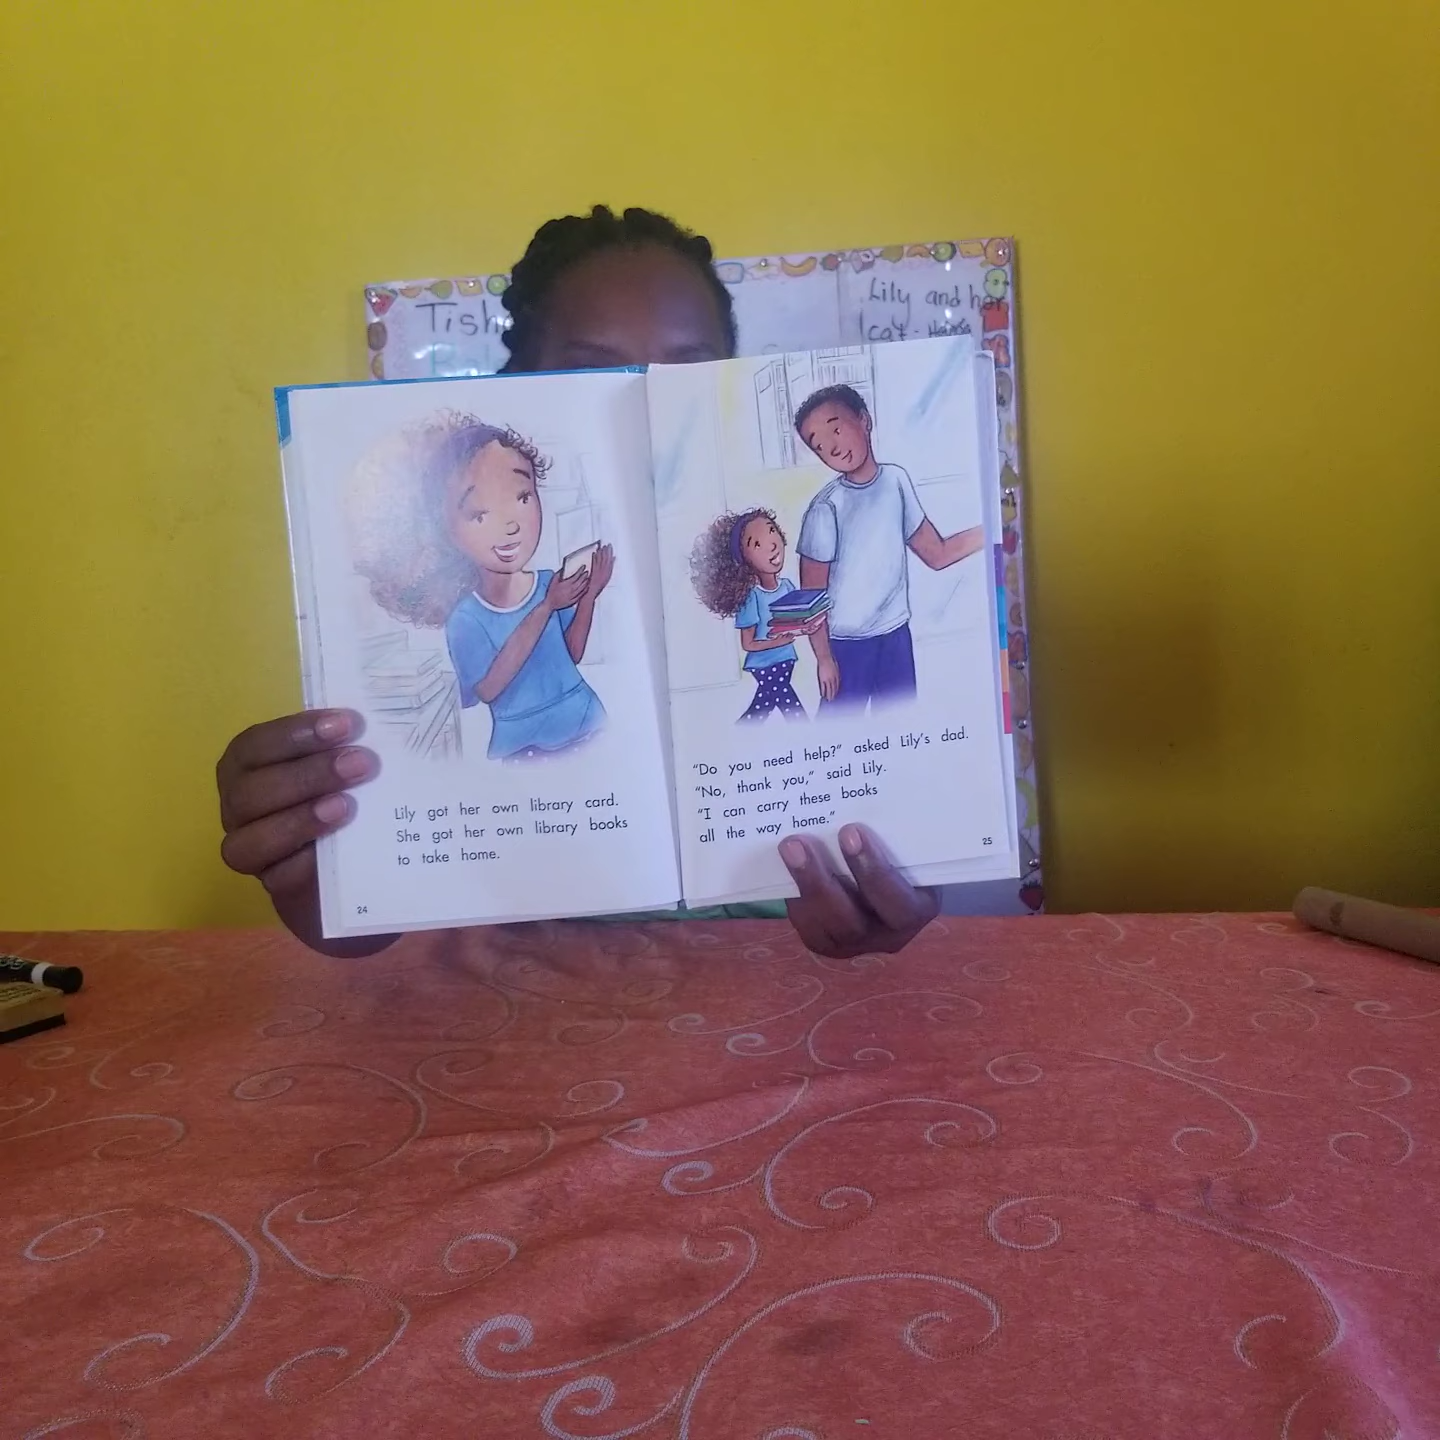 Tish
Lily and her
cat - 
Lily got her own library card.
She got her own library books
to take home.
24
"Do you need help?" asked Lily's dad.
"No, thank you," said Lily.
"I can carry these books
all the way home."
25